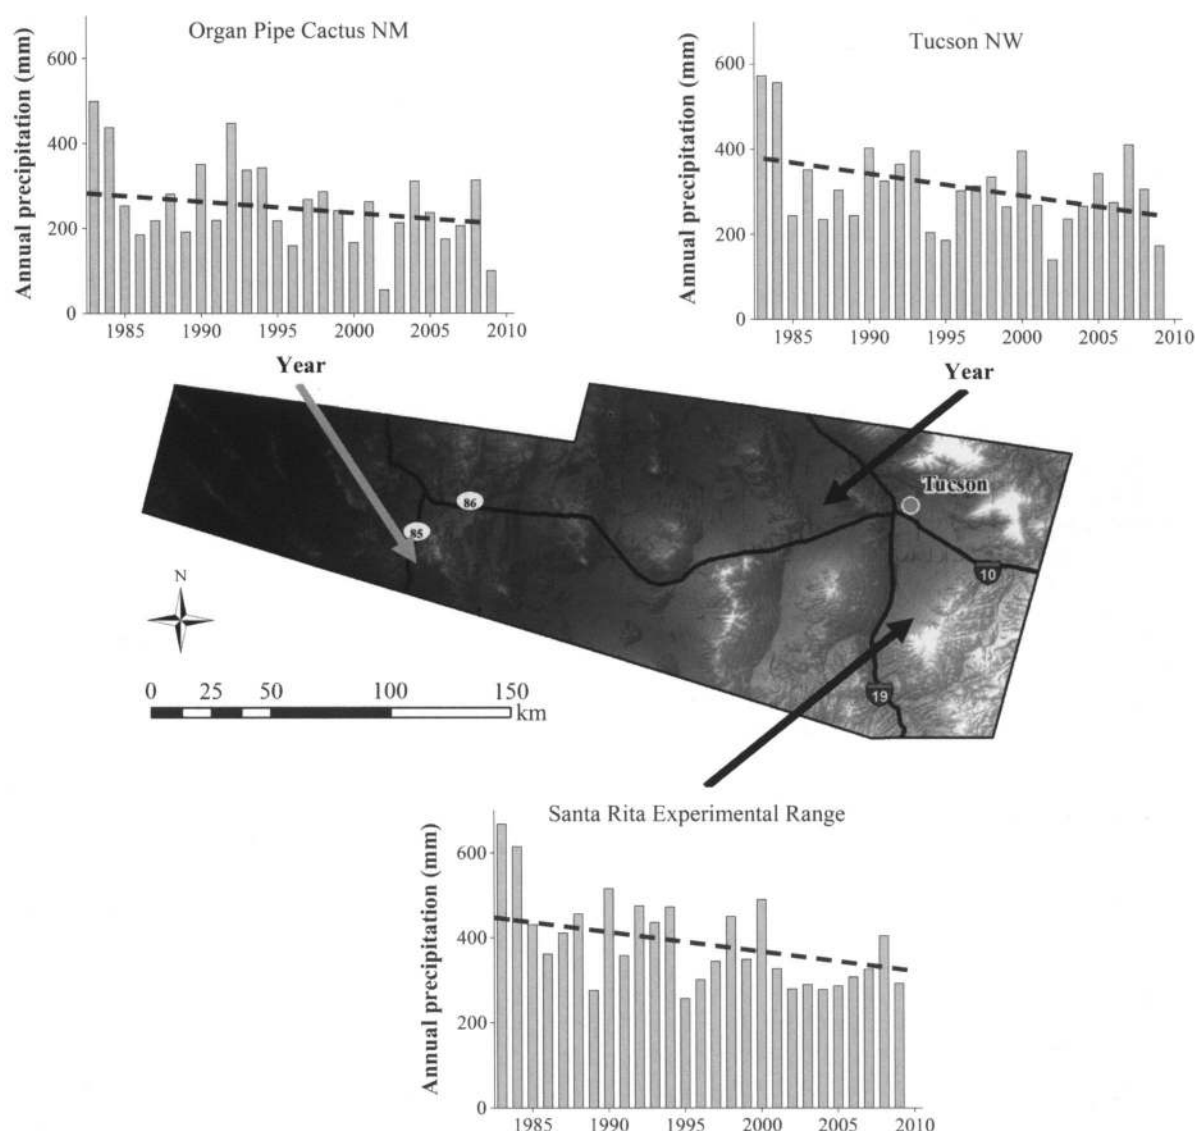 Organ Pipe Cactus NM
Annual precipitation (mm)
600
400
200
0
1985 1990 1995 2000 2005 2010
Year
Tucson NW
Annual precipitation (mm)
600
400
200
0
1985 1990 1995 2000 2005 2010
Year
Tucson
86
85
10
19
N
0 25 50 100 150
km
Santa Rita Experimental Range
Annual precipitation (mm)
600
400
200
0
1985 1990 1995 2000 2005 2010